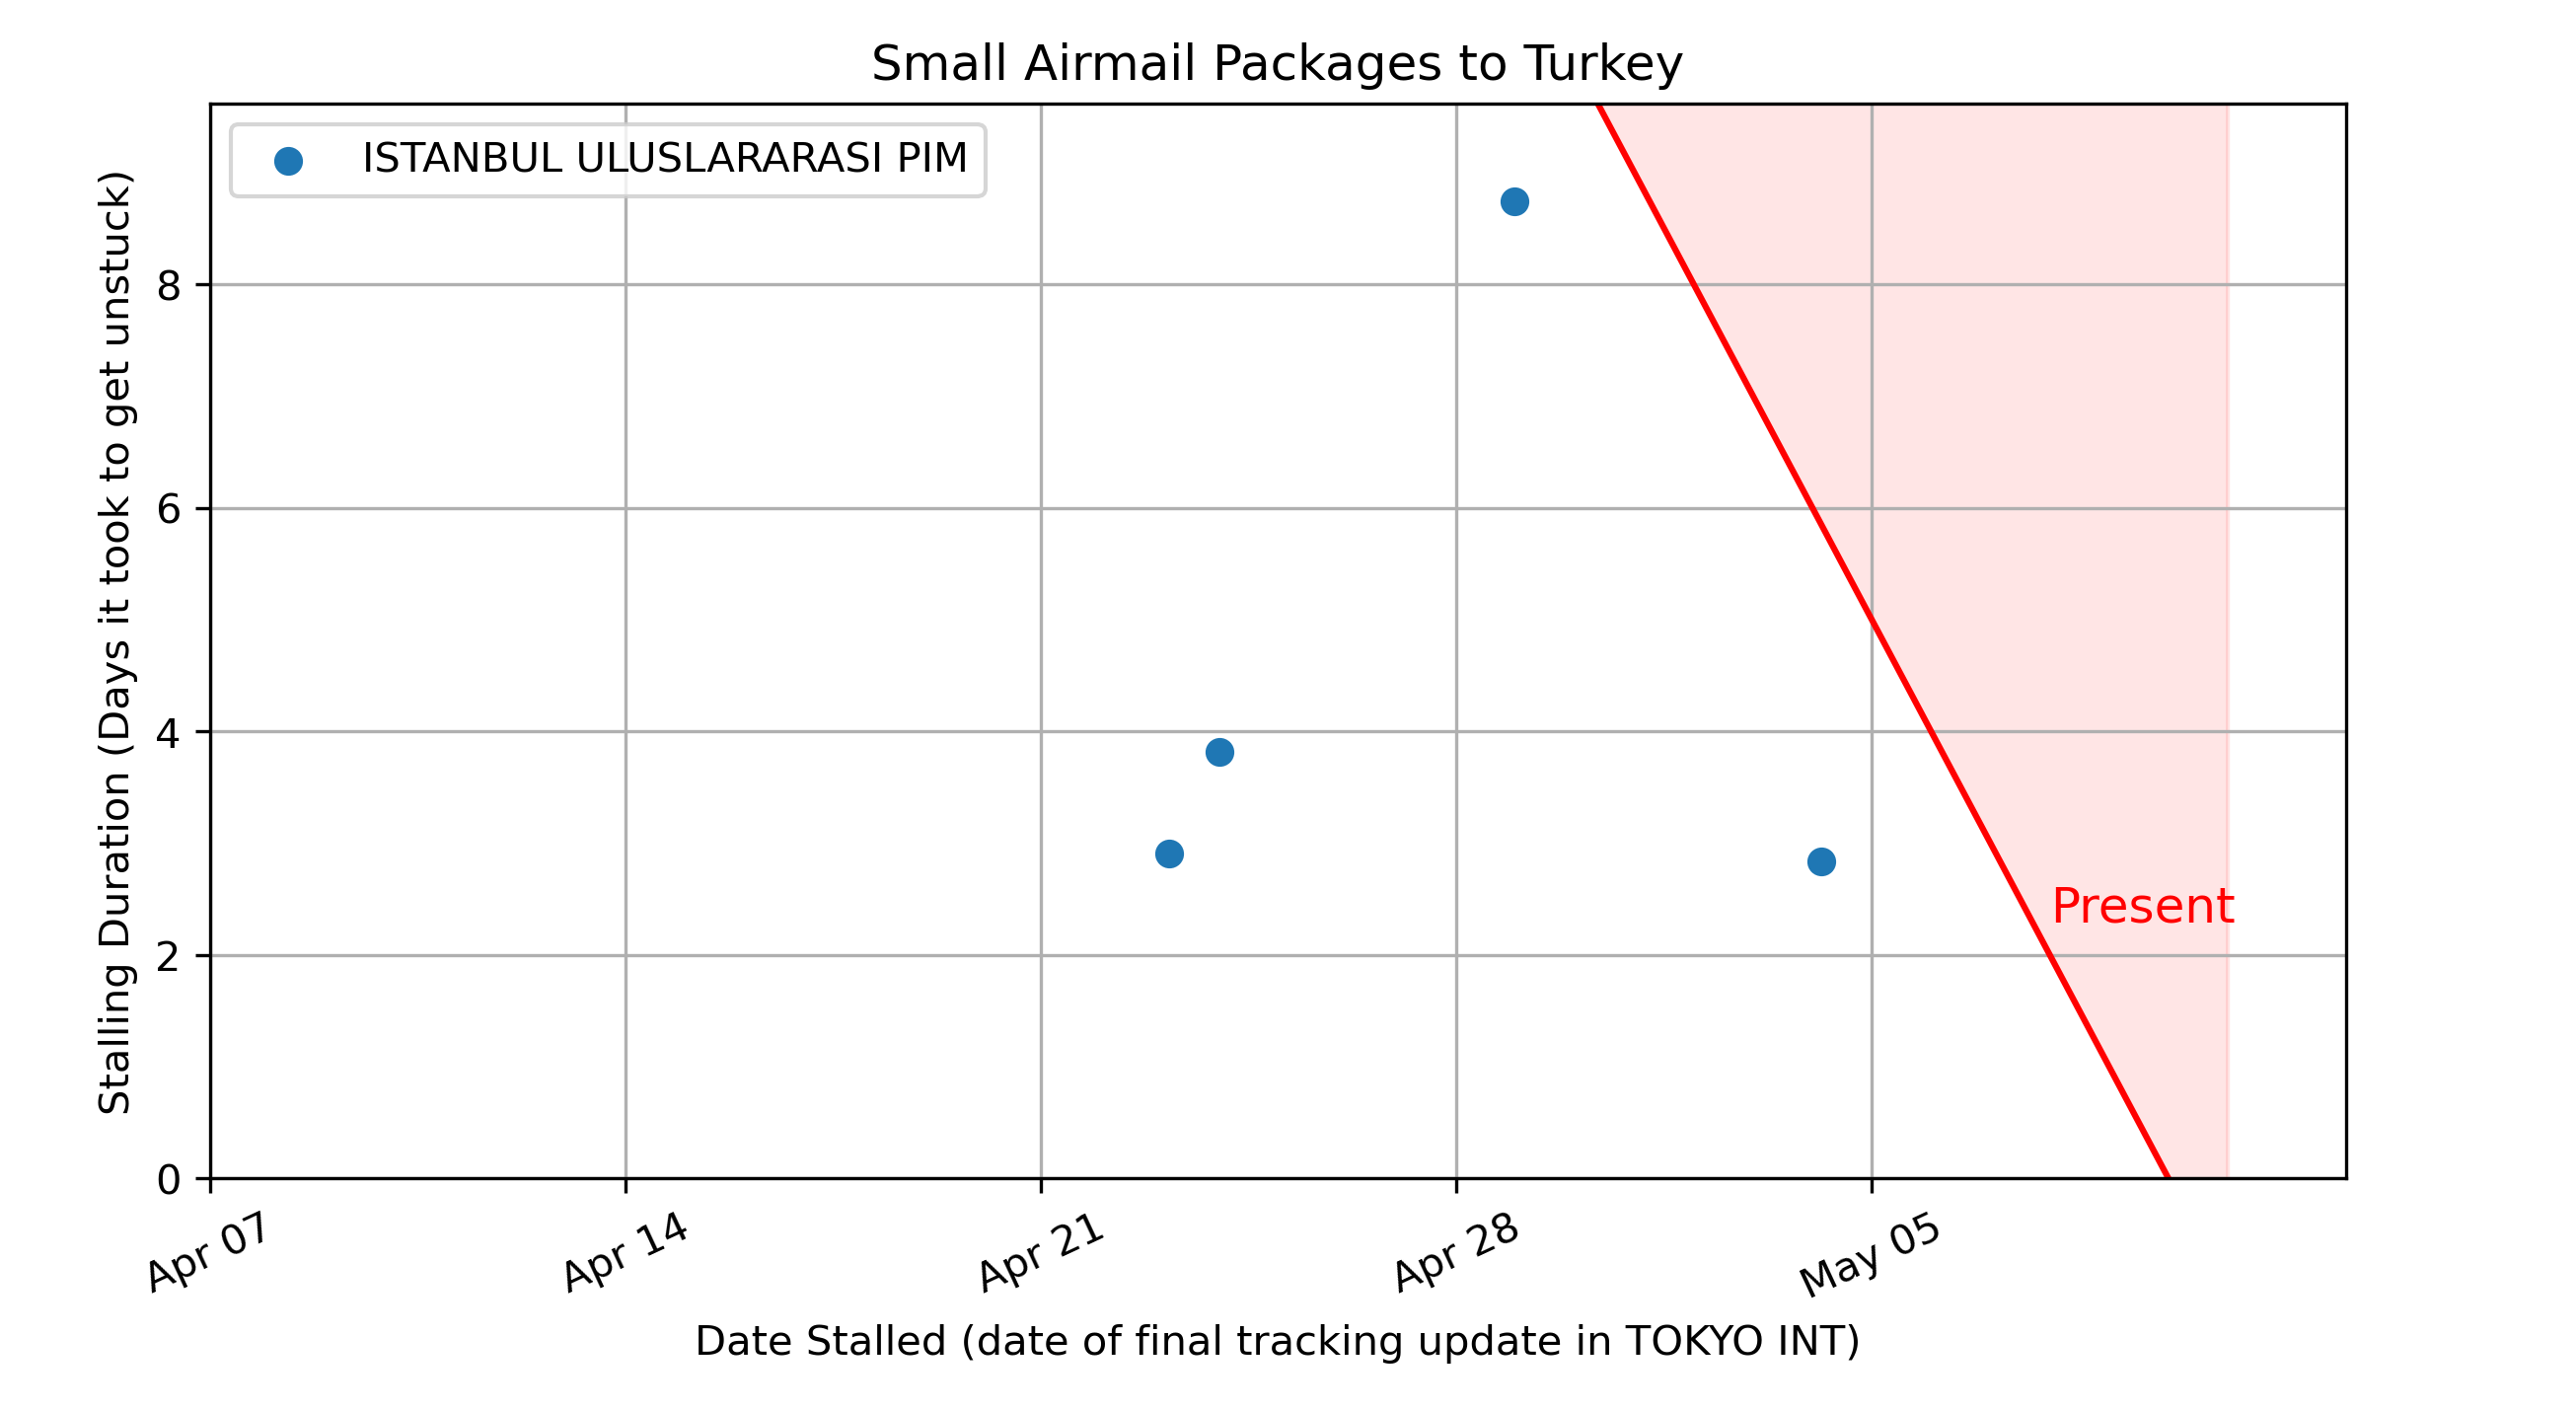 Small Airmail Packages to Turkey
ISTANBUL ULUSLARARASI PIM
Stalling Duration (Days it took to get unstuck)
8
6
4
2
0
Present
Apr 07
Apr 14
Apr 21
Apr 28
May 05
Date Stalled (date of final tracking update in TOKYO INT)